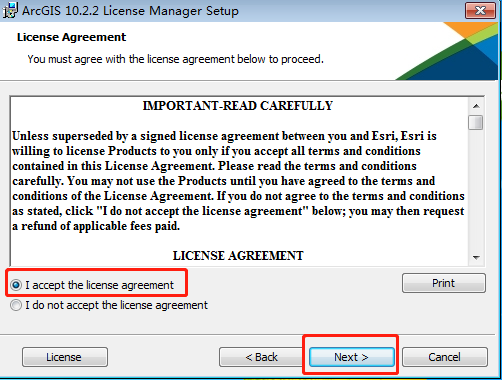 ArcGIS 10.2.2 License Manager Setup
License Agreement
You must agree with the license agreement below to proceed.
IMPORTANT-READ CAREFULLY
Unless superseded by a signed license agreement between you and Esri, Esri is
willing to license Products to you only if you accept all terms and conditions
contained in this License Agreement. Please read the terms and conditions
carefully. You may not use the Products until you have agreed to the terms and
conditions of the License Agreement. If you do not agree to the terms and conditions
as stated, click "I do not accept the license agreement" below; you may then request
a refund of applicable fees paid.
LICENSE AGREEMENT
I accept the license agreement
Print
I do not accept the license agreement
License
< Back
Next >
Cancel